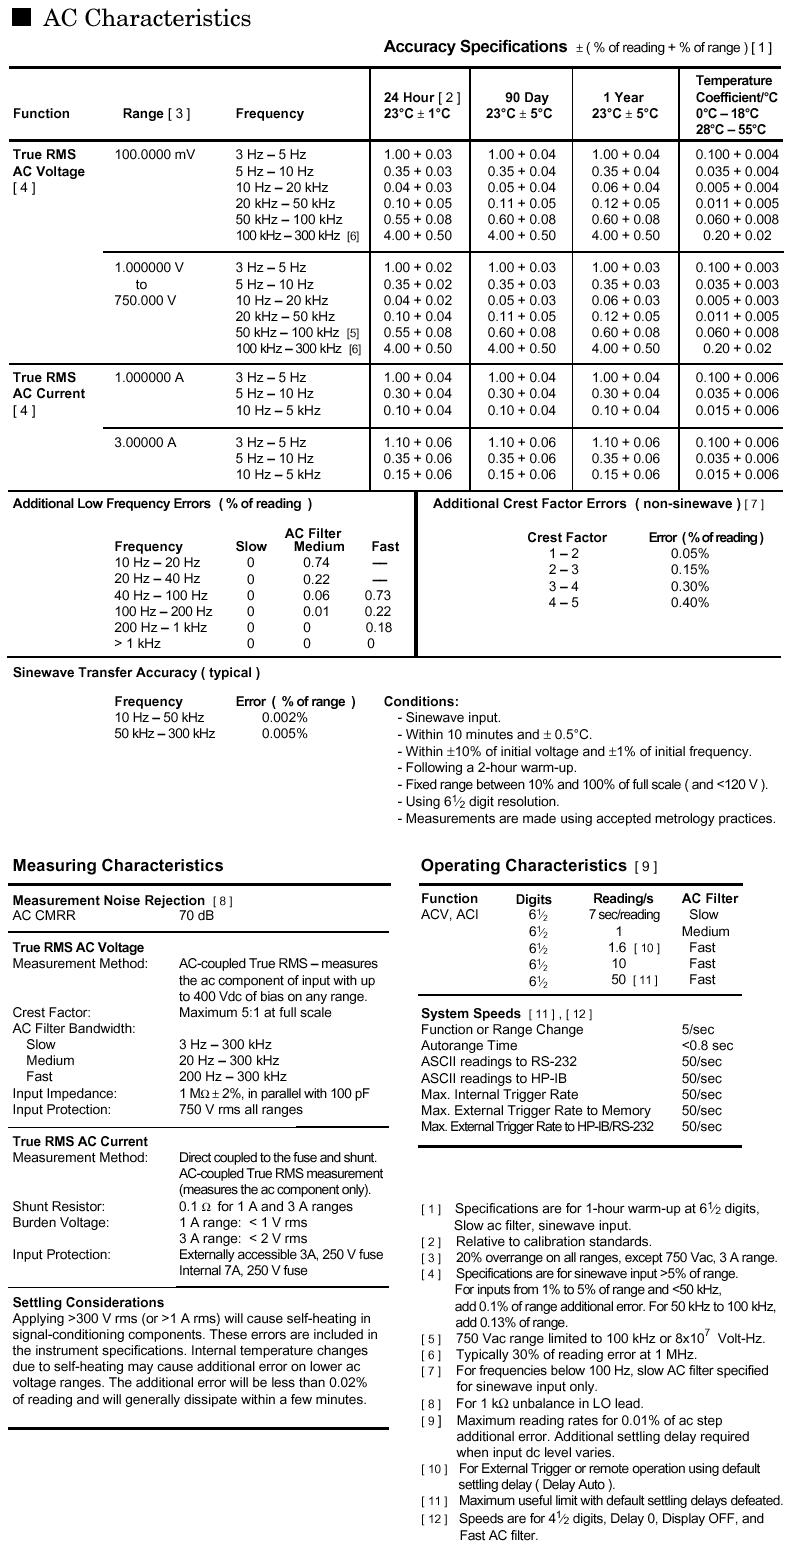 ■ AC Characteristics
Accuracy Specifications ± ( % of reading + % of range ) [ 1 ]
Function Range [ 3 ] Frequency 24 Hour [ 2 ] 23°C ± 1°C 90 Day 23°C ± 5°C 1 Year 23°C ± 5°C Temperature Coefficient/°C 0°C – 18°C 28°C – 55°C
True RMS 100.0000 mV 3 Hz – 5 Hz 1.00 + 0.03 1.00 + 0.04 1.00 + 0.04 0.100 + 0.004
AC Voltage 5 Hz – 10 Hz 0.35 + 0.03 0.35 + 0.04 0.35 + 0.04 0.035 + 0.004
[ 4 ] 10 Hz – 20 kHz 0.04 + 0.03 0.05 + 0.04 0.06 + 0.04 0.005 + 0.004
20 kHz – 50 kHz 0.10 + 0.05 0.11 + 0.05 0.12 + 0.05 0.011 + 0.005
50 kHz – 100 kHz 0.55 + 0.08 0.60 + 0.08 0.60 + 0.08 0.060 + 0.008
100 kHz – 300 kHz [6] 4.00 + 0.50 4.00 + 0.50 4.00 + 0.50 0.20 + 0.02
1.000000 V 3 Hz – 5 Hz 1.00 + 0.02 1.00 + 0.03 1.00 + 0.03 0.100 + 0.003
to 5 Hz – 10 Hz 0.35 + 0.02 0.35 + 0.03 0.35 + 0.03 0.035 + 0.003
750.000 V 10 Hz – 20 kHz 0.04 + 0.02 0.05 + 0.03 0.06 + 0.03 0.005 + 0.003
20 kHz – 50 kHz 0.10 + 0.04 0.11 + 0.05 0.12 + 0.05 0.011 + 0.005
50 kHz – 100 kHz [5] 0.55 + 0.08 0.60 + 0.08 0.60 + 0.08 0.060 + 0.008
100 kHz – 300 kHz [6] 4.00 + 0.50 4.00 + 0.50 4.00 + 0.50 0.20 + 0.02
True RMS 1.000000 A 3 Hz – 5 Hz 1.00 + 0.04 1.00 + 0.04 1.00 + 0.04 0.100 + 0.006
AC Current 5 Hz – 10 Hz 0.30 + 0.04 0.30 + 0.04 0.30 + 0.04 0.035 + 0.006
[ 4 ] 10 Hz – 5 kHz 0.10 + 0.04 0.10 + 0.04 0.10 + 0.04 0.015 + 0.006
3.00000 A 3 Hz – 5 Hz 1.10 + 0.06 1.10 + 0.06 1.10 + 0.06 0.100 + 0.006
5 Hz – 10 Hz 0.35 + 0.06 0.35 + 0.06 0.35 + 0.06 0.035 + 0.006
10 Hz – 5 kHz 0.15 + 0.06 0.15 + 0.06 0.15 + 0.06 0.015 + 0.006
Additional Low Frequency Errors ( % of reading )
AC Filter
Frequency Slow Medium Fast
10 Hz – 20 Hz 0 0.74 —
20 Hz – 40 Hz 0 0.22 —
40 Hz – 100 Hz 0 0.06 0.73
100 Hz – 200 Hz 0 0.01 0.22
200 Hz – 1 kHz 0 0 0.18
> 1 kHz 0 0 0
Additional Crest Factor Errors ( non-sinewave ) [ 7 ]
Crest Factor Error ( % of reading )
1 – 2 0.05%
2 – 3 0.15%
3 – 4 0.30%
4 – 5 0.40%
Sinewave Transfer Accuracy ( typical )
Frequency Error ( % of range )
10 Hz – 50 kHz 0.002%
50 kHz – 300 kHz 0.005%
Conditions:
- Sinewave input.
- Within 10 minutes and ± 0.5°C.
- Within ±10% of initial voltage and ±1% of initial frequency.
- Following a 2-hour warm-up.
- Fixed range between 10% and 100% of full scale ( and <120 V ).
- Using 6½ digit resolution.
- Measurements are made using accepted metrology practices.
Measuring Characteristics
Measurement Noise Rejection [ 8 ]
AC CMRR 70 dB
True RMS AC Voltage
Measurement Method: AC-coupled True RMS – measures
the ac component of input with up
to 400 Vdc of bias on any range.
Crest Factor: Maximum 5:1 at full scale
AC Filter Bandwidth:
Slow 3 Hz – 300 kHz
Medium 20 Hz – 300 kHz
Fast 200 Hz – 300 kHz
Input Impedance: 1 MΩ ± 2%, in parallel with 100 pF
Input Protection: 750 V rms all ranges
True RMS AC Current
Measurement Method: Direct coupled to the fuse and shunt.
AC-coupled True RMS measurement
(measures the ac component only).
Shunt Resistor: 0.1 Ω for 1 A and 3 A ranges
Burden Voltage: 1 A range: < 1 V rms
3 A range: < 2 V rms
Input Protection: Externally accessible 3A, 250 V fuse
Internal 7A, 250 V fuse
Settling Considerations
Applying >300 V rms (or >1 A rms) will cause self-heating in
signal-conditioning components. These errors are included in
the instrument specifications. Internal temperature changes
due to self-heating may cause additional error on lower ac
voltage ranges. The additional error will be less than 0.02%
of reading and will generally dissipate within a few minutes.
Operating Characteristics [ 9 ]
Function Digits Reading/s AC Filter
ACV, ACI 6½ 7 sec/reading Slow
6½ 1 Medium
6½ 1.6 [ 10 ] Fast
6½ 10 Fast
6½ 50 [ 11 ] Fast
System Speeds [ 11 ] , [ 12 ]
Function or Range Change 5/sec
Autorange Time <0.8 sec
ASCII readings to RS-232 50/sec
ASCII readings to HP-IB 50/sec
Max. Internal Trigger Rate 50/sec
Max. External Trigger Rate to Memory 50/sec
Max. External Trigger Rate to HP-IB/RS-232 50/sec
[ 1 ] Specifications are for 1-hour warm-up at 6½ digits,
Slow ac filter, sinewave input.
[ 2 ] Relative to calibration standards.
[ 3 ] 20% overrange on all ranges, except 750 Vac, 3 A range.
[ 4 ] Specifications are for sinewave input >5% of range.
For inputs from 1% to 5% of range and <50 kHz,
add 0.1% of range additional error. For 50 kHz to 100 kHz,
add 0.13% of range.
[ 5 ] 750 Vac range limited to 100 kHz or 8x10⁷ Volt-Hz.
[ 6 ] Typically 30% of reading error at 1 MHz.
[ 7 ] For frequencies below 100 Hz, slow AC filter specified
for sinewave input only.
[ 8 ] For 1 kΩ unbalance in LO lead.
[ 9 ] Maximum reading rates for 0.01% of ac step
additional error. Additional settling delay required
when input dc level varies.
[ 10 ] For External Trigger or remote operation using default
settling delay ( Delay Auto ).
[ 11 ] Maximum useful limit with default settling delays defeated.
[ 12 ] Speeds are for 4½ digits, Delay 0, Display OFF, and
Fast AC filter.